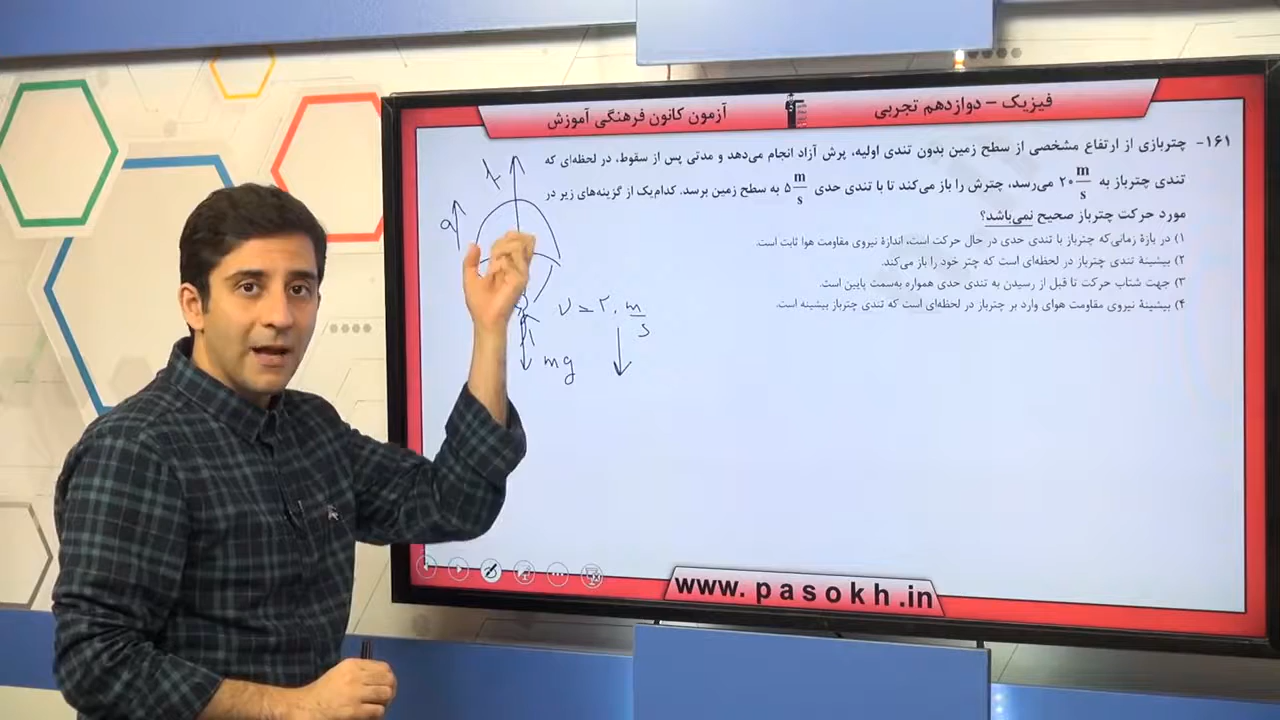 آزمون کانون فرهنگی آموزش
فیزیک – دوازدهم تجربی
۱۶۱- چتربازی از ارتفاع مشخصی از سطح زمین بدون تندی اولیه، پرش آزاد انجام می‌دهد و مدتی پس از سقوط، در لحظه‌ای که
تندی چترباز به ۲۰ m/s می‌رسد، چترش را باز می‌کند تا با تندی حدی ۵ m/s به سطح زمین برسد. کدام‌یک از گزینه‌های زیر در
مورد حرکت چترباز صحیح نمی‌باشد؟
۱) در بازهٔ زمانی‌که چترباز با تندی حدی در حال حرکت است، اندازهٔ نیروی مقاومت هوا ثابت است.
۲) بیشینهٔ تندی چترباز در لحظه‌ای است که چتر خود را باز می‌کند.
۳) جهت شتاب حرکت تا قبل از رسیدن به تندی حدی همواره به‌سمت پایین است.
۴) بیشینهٔ نیروی مقاومت هوای وارد بر چترباز در لحظه‌ای است که تندی چترباز بیشینه است.
f
a
v = ۲۰ m/s
mg
www.pasokh.in